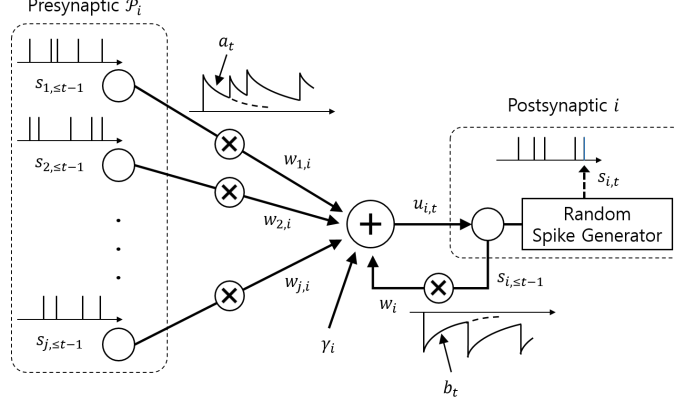 Presynaptic 𝒫ᵢ
s₁,≤t−1
s₂,≤t−1
sⱼ,≤t−1
aₜ
w₁,ᵢ
w₂,ᵢ
wⱼ,ᵢ
γᵢ
+
uᵢ,ₜ
wᵢ
sᵢ,≤t−1
bₜ
Postsynaptic i
sᵢ,ₜ
Random
Spike Generator